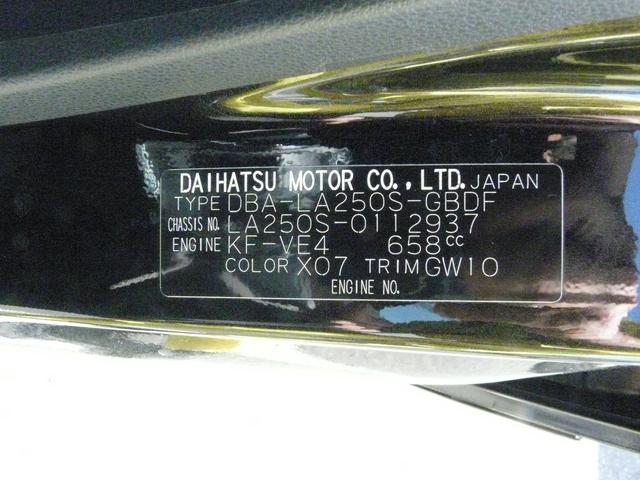 DAIHATSU MOTOR CO., LTD. JAPAN
TYPE DBA-LA250S-GBDF
CHASSIS NO. LA250S-0112937
ENGINE KF-VE4 658cc
COLOR X07 TRIM GW10
ENGINE NO.